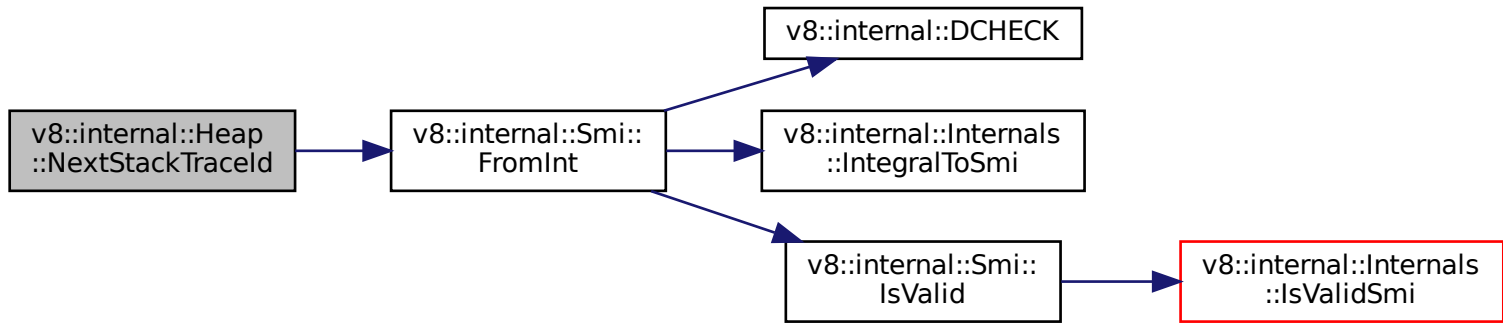 v8::internal::Heap
::NextStackTraceId
v8::internal::Smi::
FromInt
v8::internal::DCHECK
v8::internal::Internals
::IntegralToSmi
v8::internal::Smi::
IsValid
v8::internal::Internals
::IsValidSmi